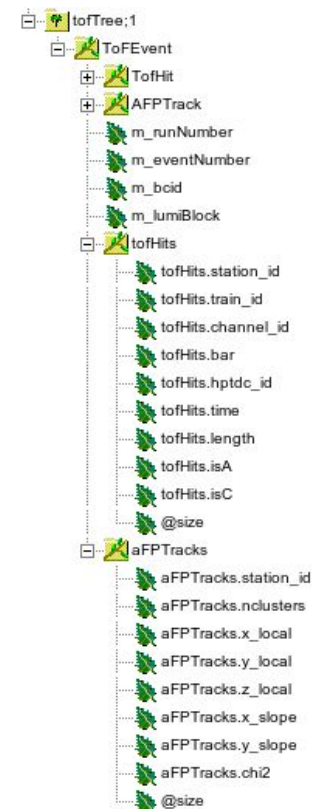 tofTree;1
ToFEvent
TofHit
AFPTrack
m_runNumber
m_eventNumber
m_bcid
m_lumiBlock
tofHits
tofHits.station_id
tofHits.train_id
tofHits.channel_id
tofHits.bar
tofHits.hptdc_id
tofHits.time
tofHits.length
tofHits.isA
tofHits.isC
@size
aFPTracks
aFPTracks.station_id
aFPTracks.nclusters
aFPTracks.x_local
aFPTracks.y_local
aFPTracks.z_local
aFPTracks.x_slope
aFPTracks.y_slope
aFPTracks.chi2
@size